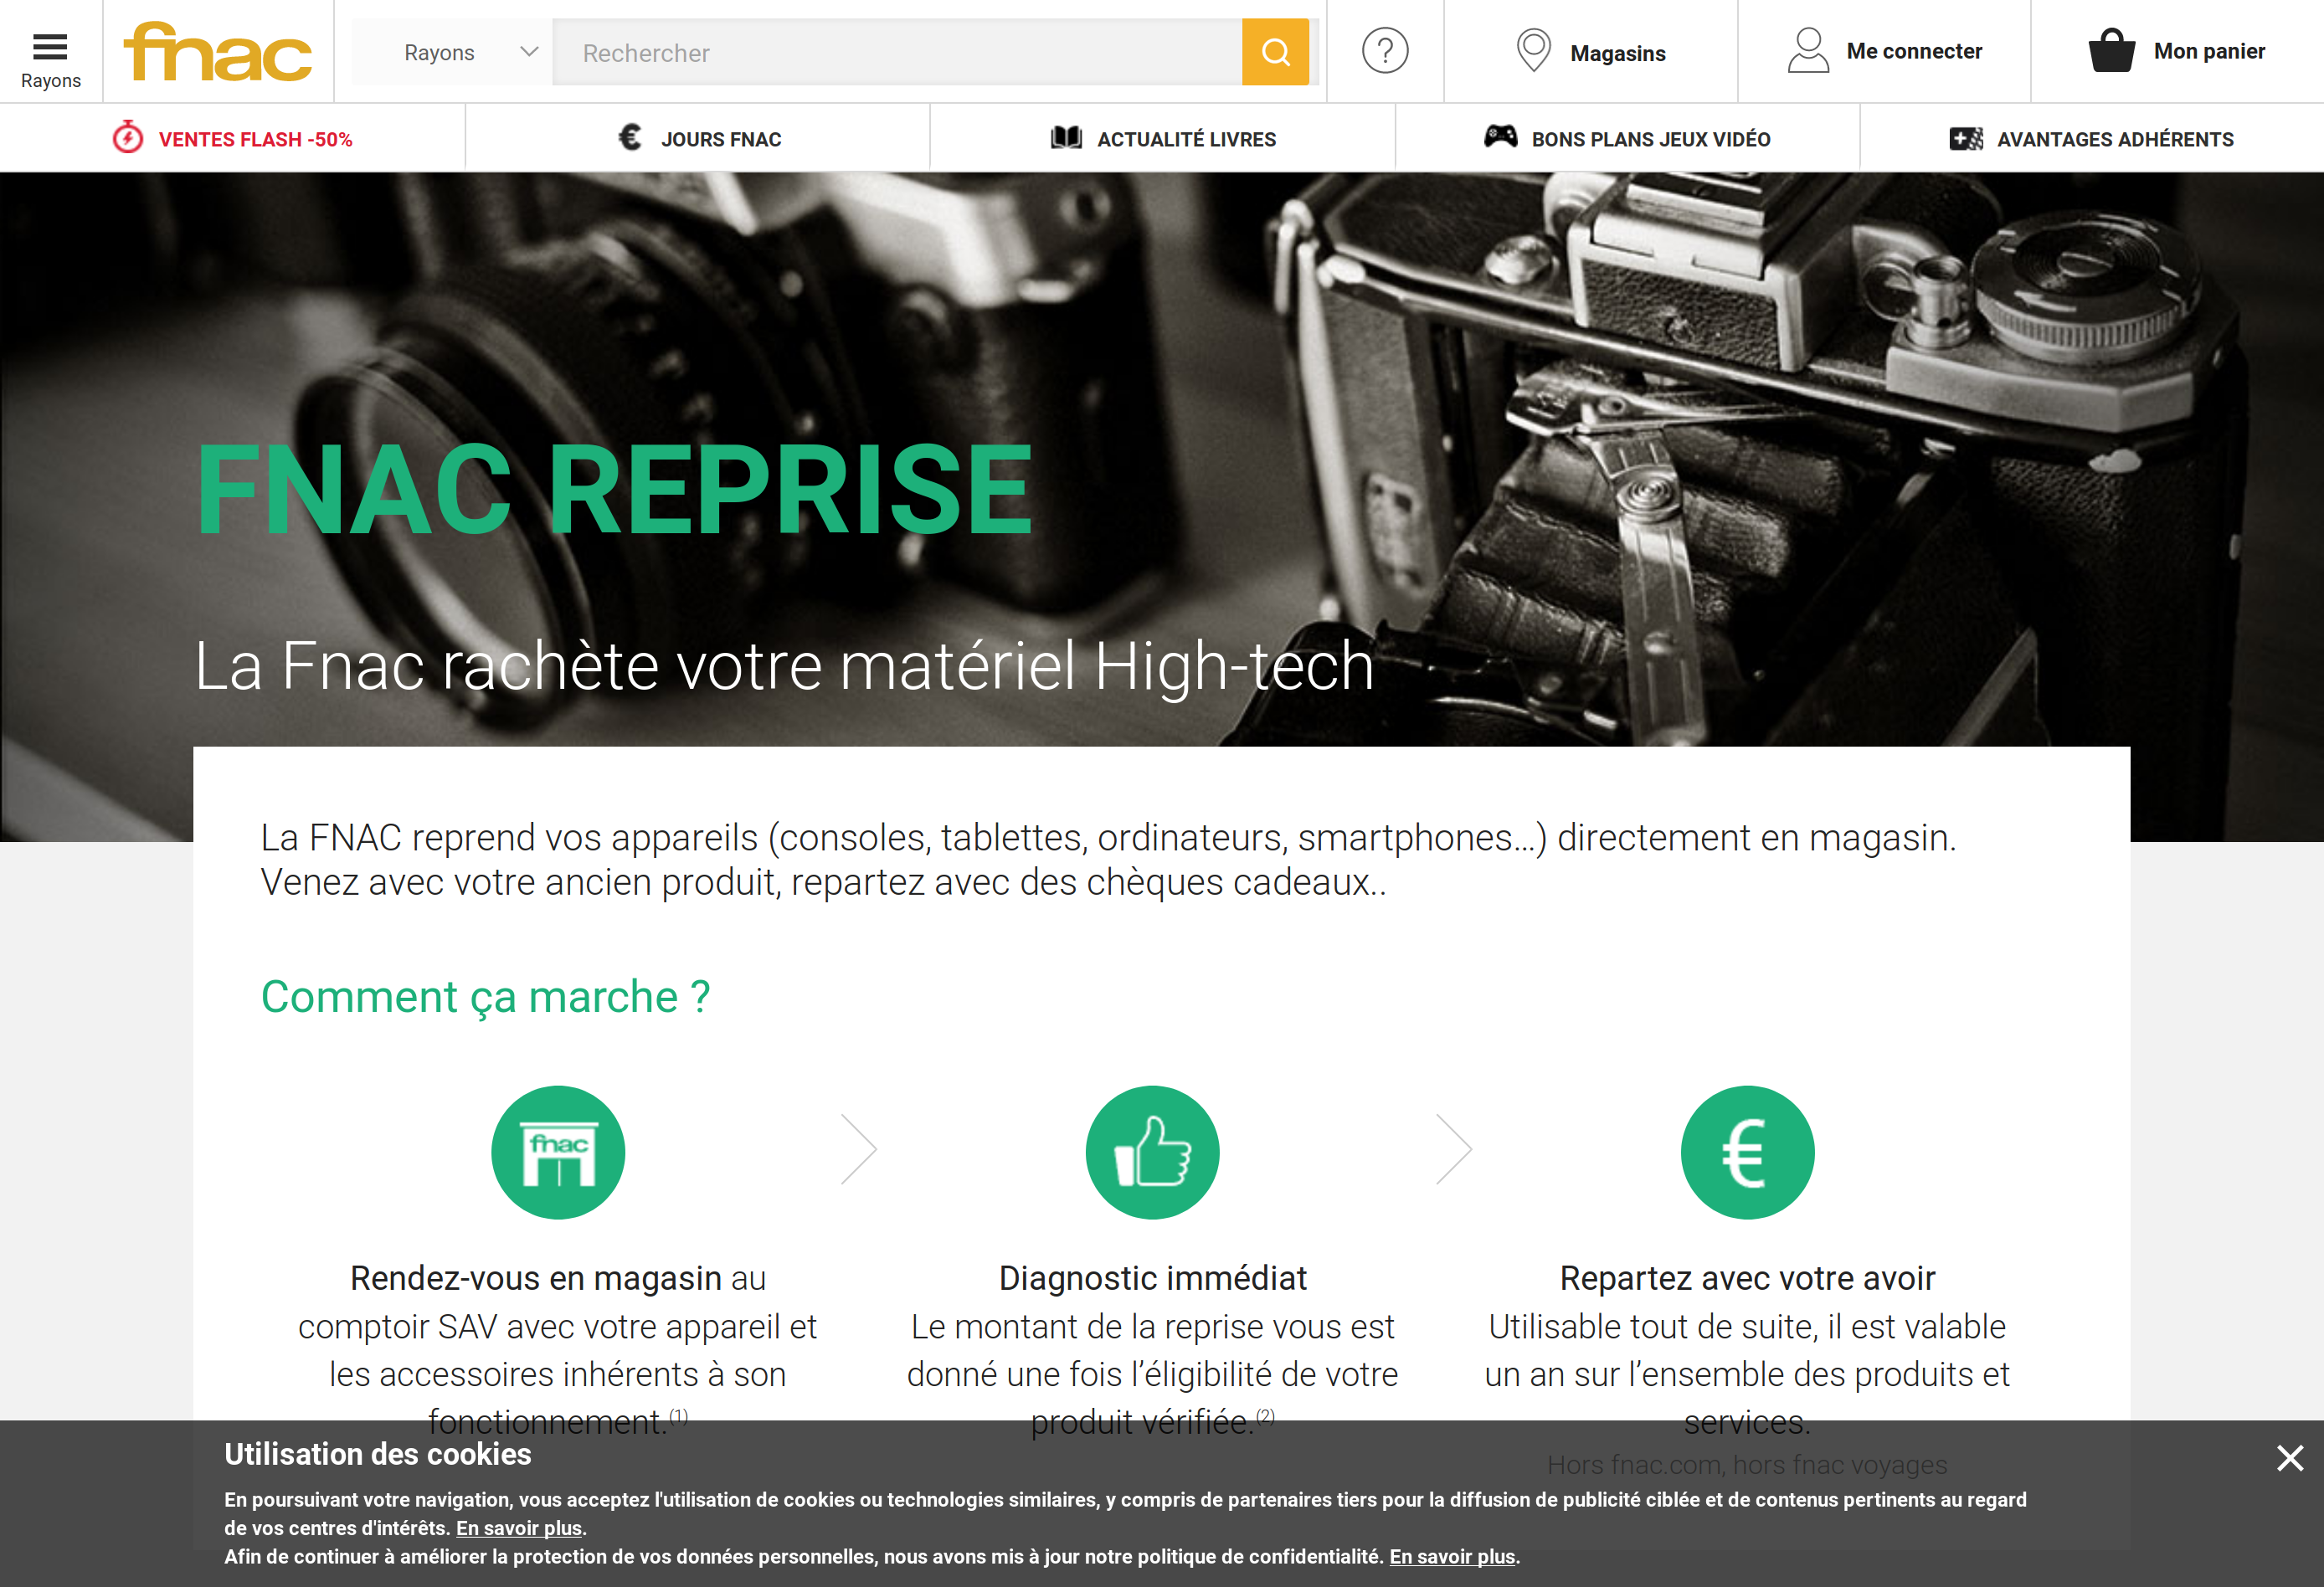 Rayons
fnac
Rayons
Rechercher
?
Magasins
Me connecter
Mon panier
VENTES FLASH -50%
€ JOURS FNAC
ACTUALITÉ LIVRES
BONS PLANS JEUX VIDÉO
AVANTAGES ADHÉRENTS
FNAC REPRISE
La Fnac rachète votre matériel High-tech
La FNAC reprend vos appareils (consoles, tablettes, ordinateurs, smartphones...) directement en magasin.
Venez avec votre ancien produit, repartez avec des chèques cadeaux..
Comment ça marche ?
fnac
Rendez-vous en magasin au
comptoir SAV avec votre appareil et
les accessoires inhérents à son
fonctionnement.(1)
Diagnostic immédiat
Le montant de la reprise vous est
donné une fois l’éligibilité de votre
produit vérifiée.(2)
€
Repartez avec votre avoir
Utilisable tout de suite, il est valable
un an sur l’ensemble des produits et
services.
Hors fnac.com, hors fnac voyages
Utilisation des cookies
En poursuivant votre navigation, vous acceptez l'utilisation de cookies ou technologies similaires, y compris de partenaires tiers pour la diffusion de publicité ciblée et de contenus pertinents au regard
de vos centres d'intérêts. En savoir plus.
Afin de continuer à améliorer la protection de vos données personnelles, nous avons mis à jour notre politique de confidentialité. En savoir plus.